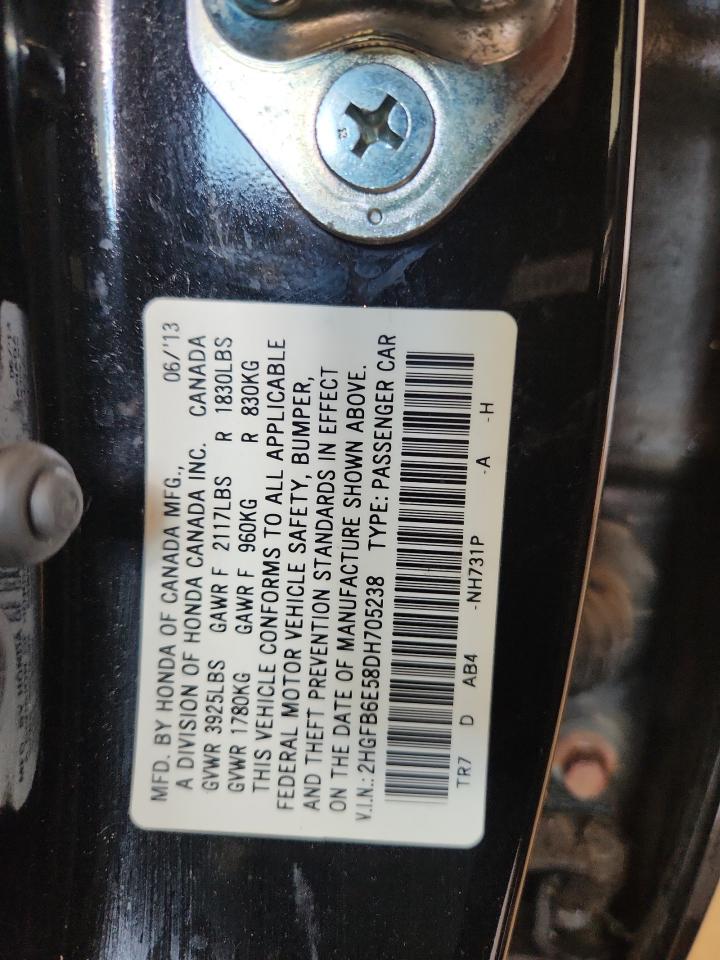 MFD. BY HONDA OF CANADA MFG., 06/'13
A DIVISION OF HONDA CANADA INC. CANADA
GVWR 3925LBS GAWR F 2117LBS R 1830LBS
GVWR 1780KG GAWR F 960KG R 830KG
THIS VEHICLE CONFORMS TO ALL APPLICABLE
FEDERAL MOTOR VEHICLE SAFETY, BUMPER,
AND THEFT PREVENTION STANDARDS IN EFFECT
ON THE DATE OF MANUFACTURE SHOWN ABOVE.
V.I.N.: 2HGFB6E58DH705238 TYPE: PASSENGER CAR
TR7 D AB4 -NH731P -A -H